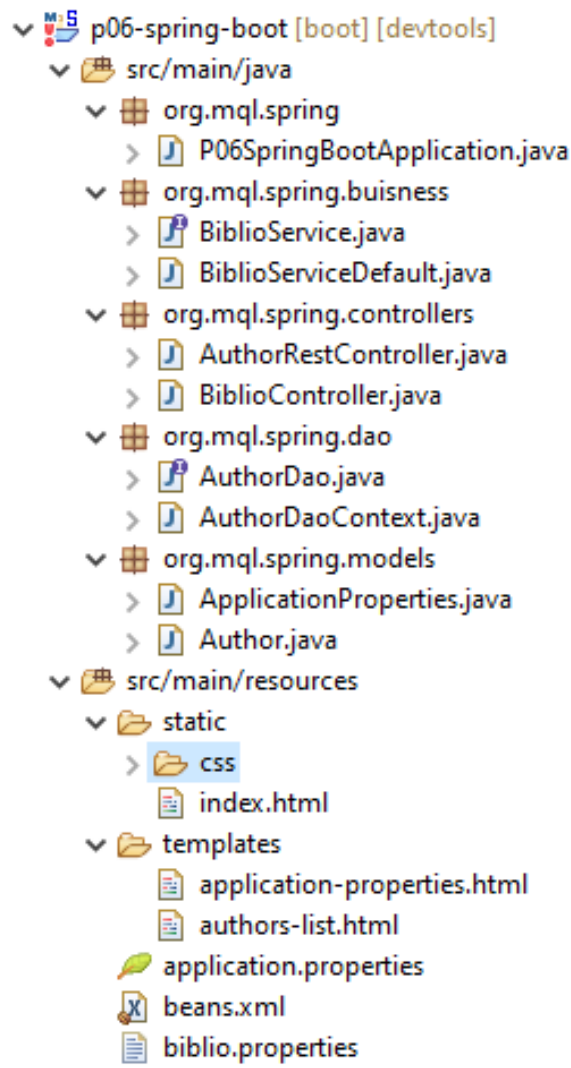 p06-spring-boot [boot] [devtools]
src/main/java
org.mql.spring
P06SpringBootApplication.java
org.mql.spring.buisness
BiblioService.java
BiblioServiceDefault.java
org.mql.spring.controllers
AuthorRestController.java
BiblioController.java
org.mql.spring.dao
AuthorDao.java
AuthorDaoContext.java
org.mql.spring.models
ApplicationProperties.java
Author.java
src/main/resources
static
css
index.html
templates
application-properties.html
authors-list.html
application.properties
beans.xml
biblio.properties